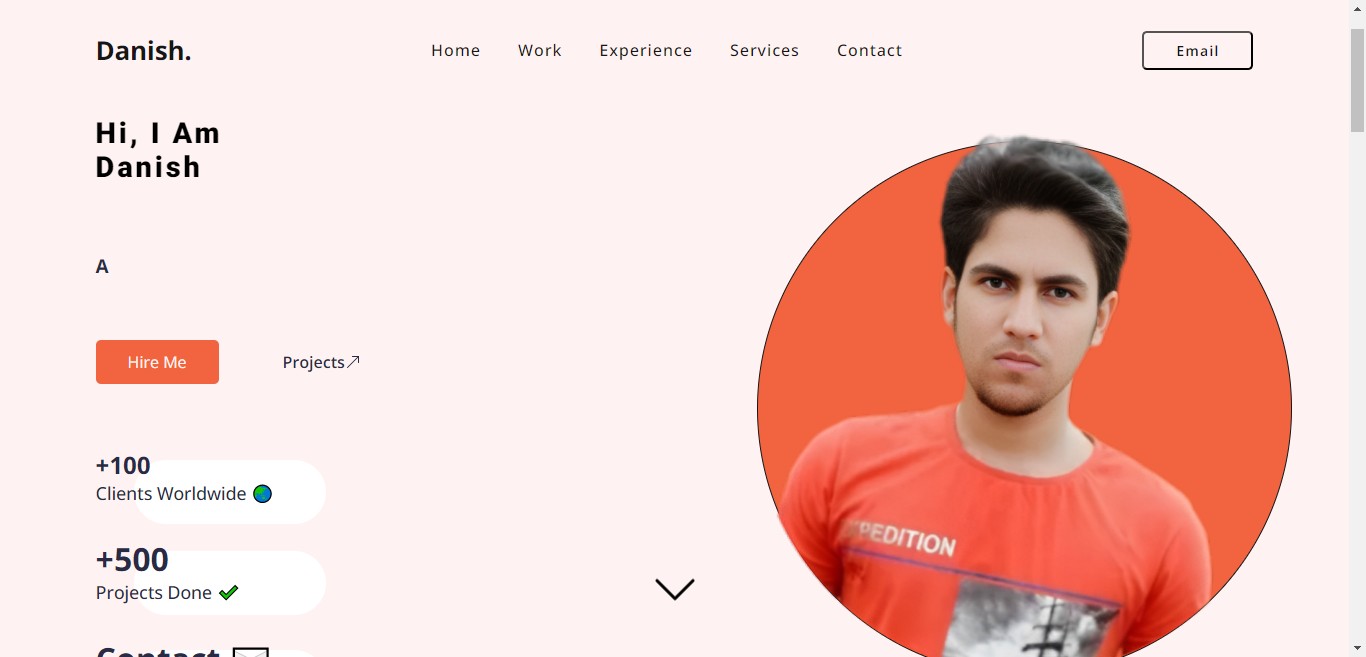 Danish.
Home Work Experience Services Contact
Email
Hi, I Am
Danish
A
Hire Me
Projects
+100
Clients Worldwide
+500
Projects Done
Contact
PEDITION